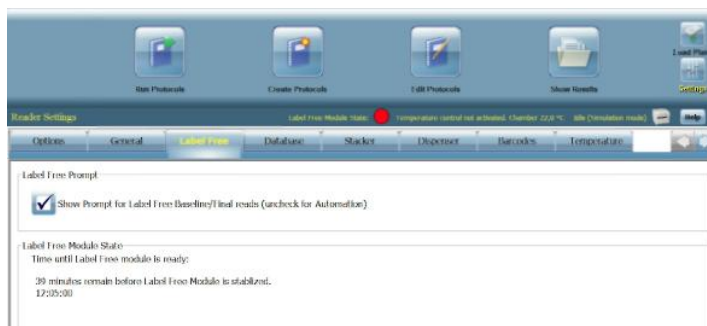 Run Protocols
Create Protocols
Edit Protocols
Show Results
Load Plate
Settings
Reader Settings
Label Free Module State:
Temperature control not activated. Chamber 22,0 °C
Idle (Simulation mode)
Help
Options
General
Label Free
Database
Stacker
Dispenser
Barcodes
Temperature
Label Free Prompt
Show Prompt for Label Free Baseline/Final reads (uncheck for Automation)
Label Free Module State
Time until Label Free module is ready:
39 minutes remain before Label Free Module is stablized.
12:05:00